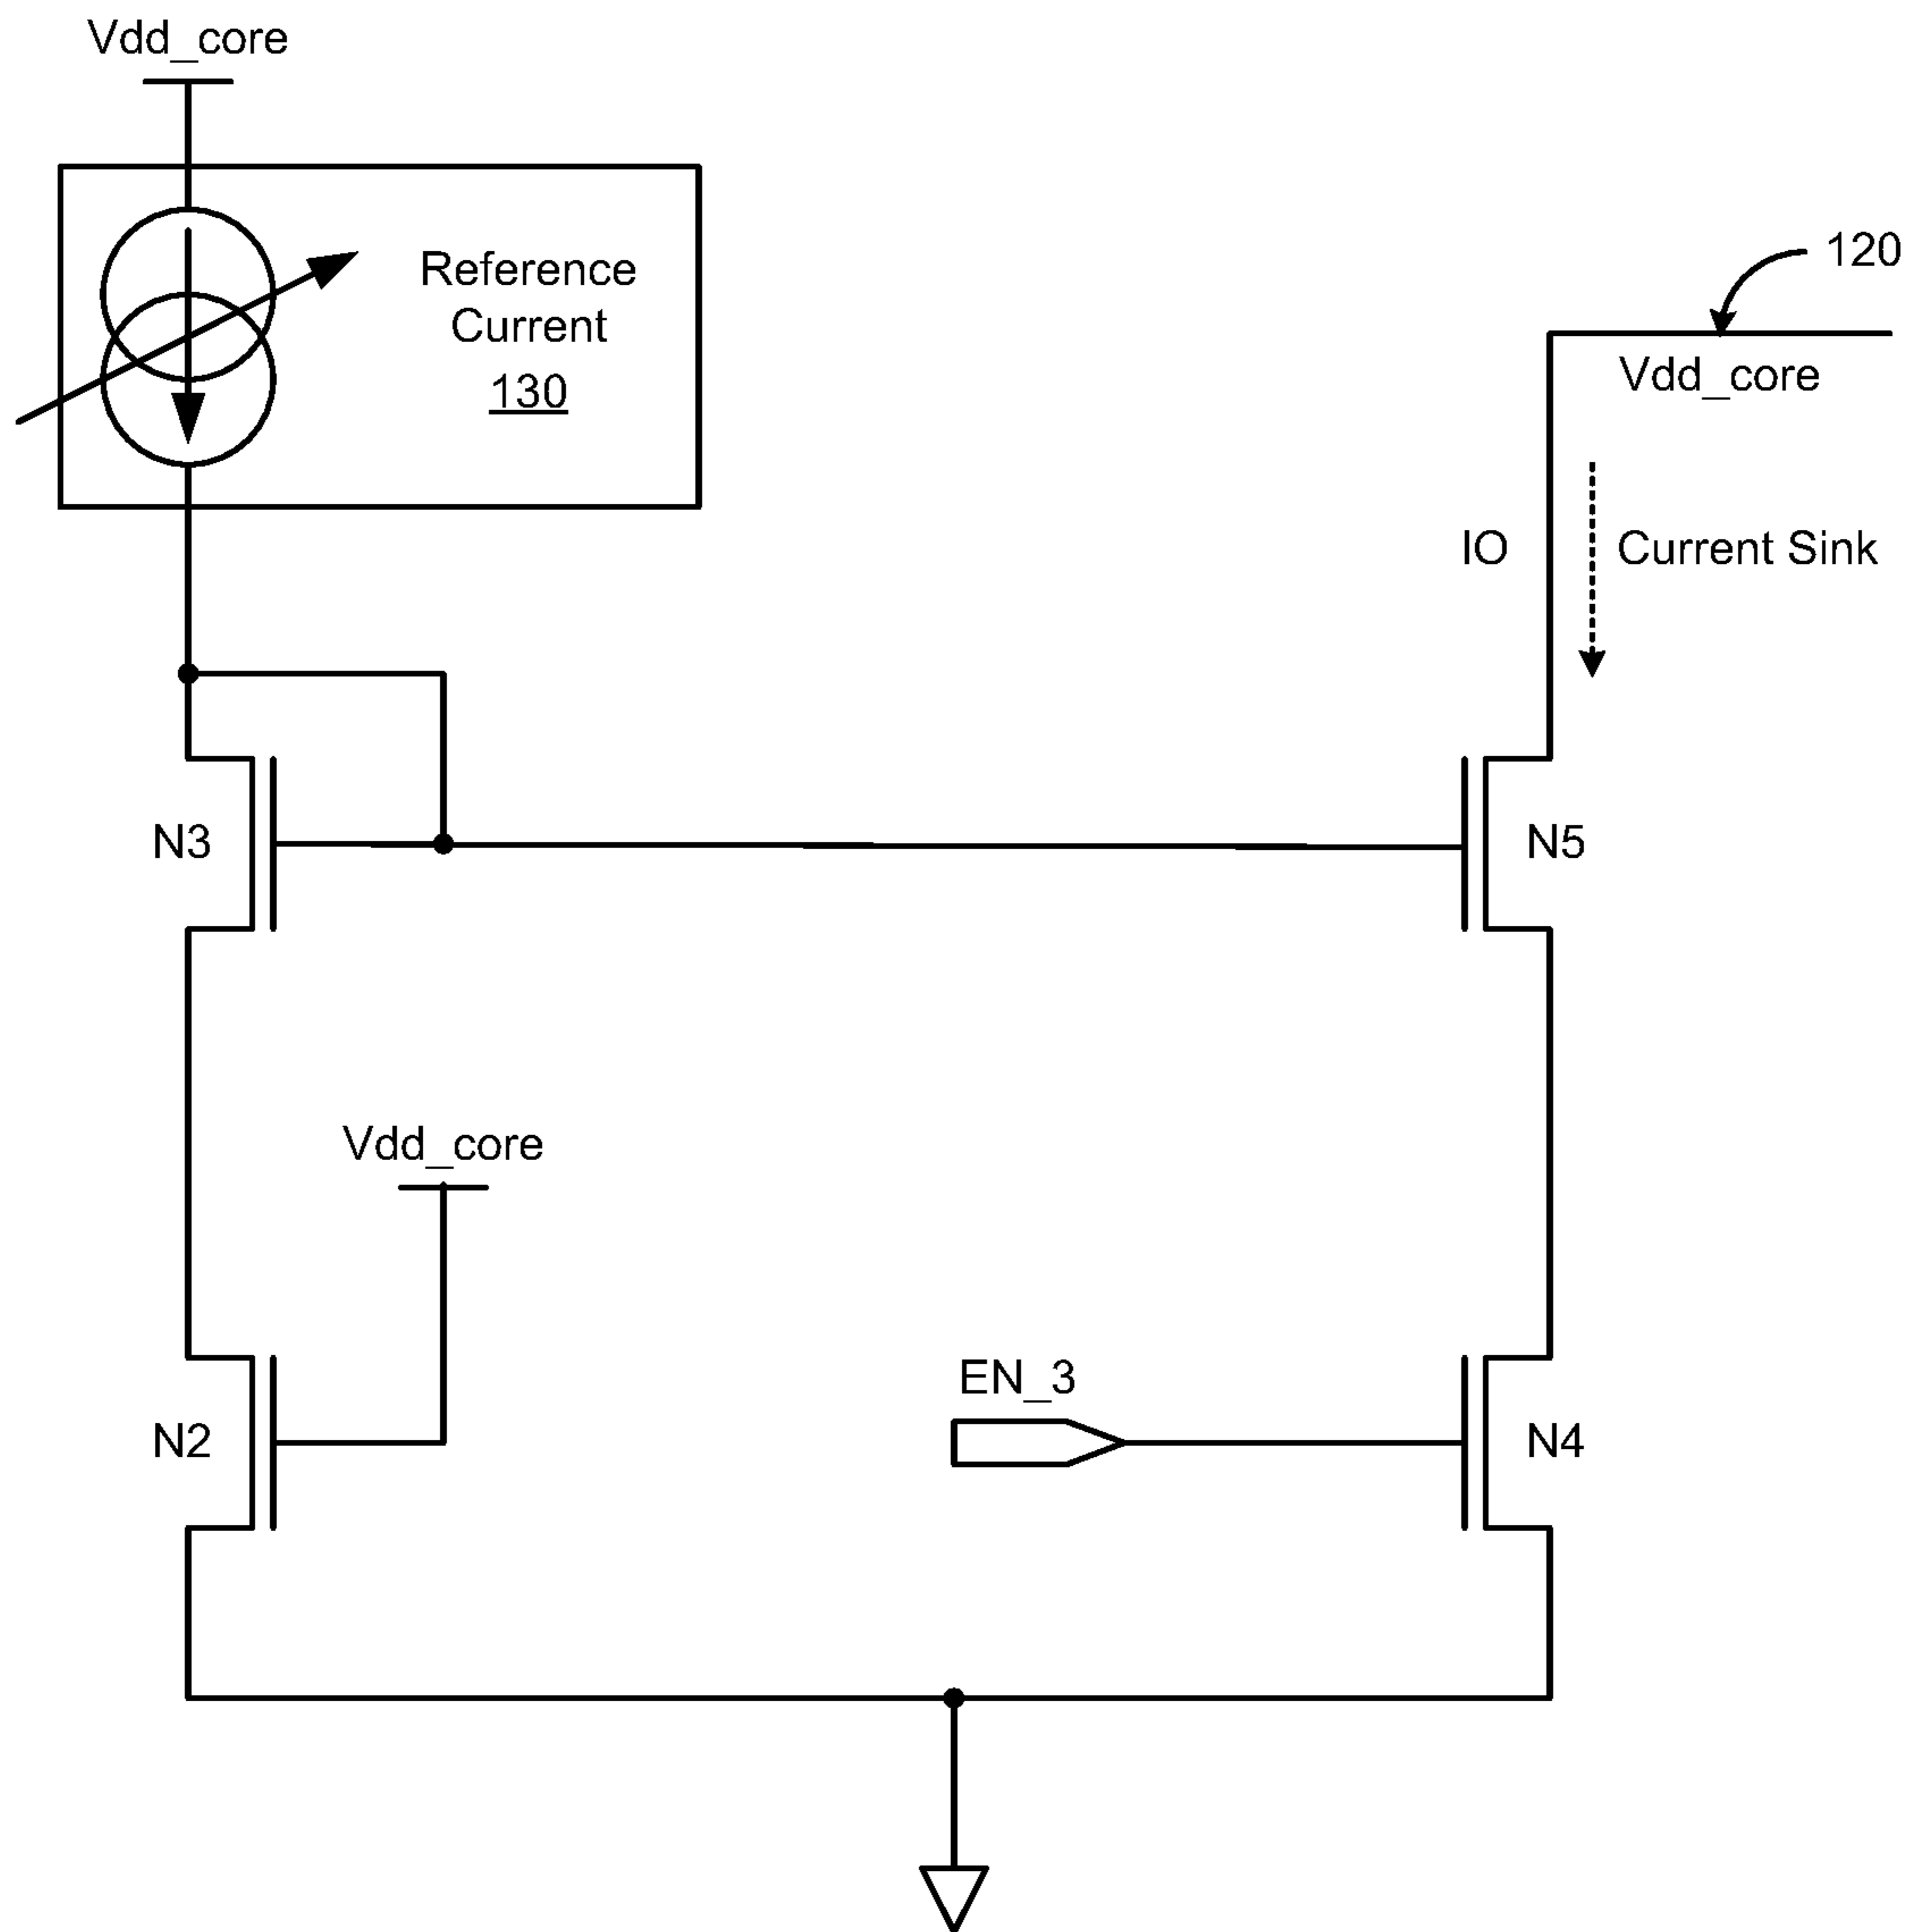 Vdd_core
Reference
Current
130
120
Vdd_core
IO
Current Sink
N3
N5
Vdd_core
EN_3
N2
N4